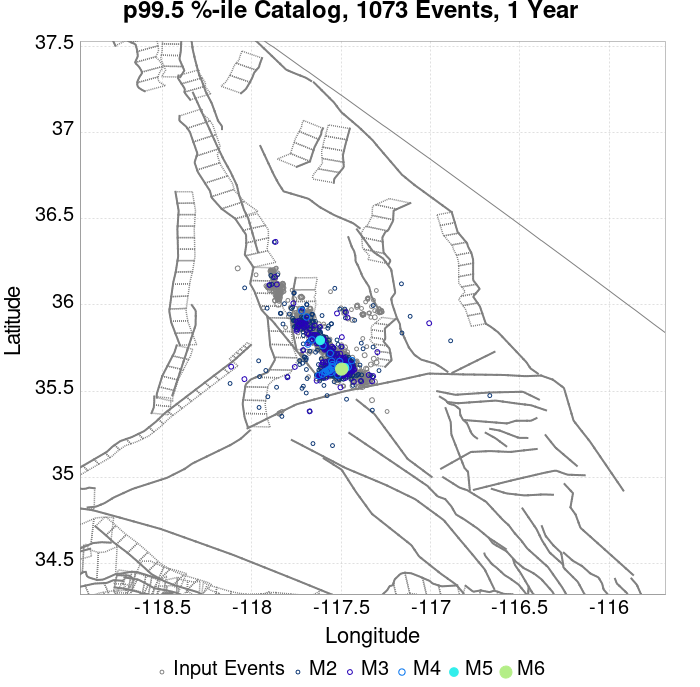 p99.5 %-ile Catalog, 1073 Events, 1 Year
37.5
37
36.5
36
35.5
35
34.5
Latitude
-118.5 -118 -117.5 -117 -116.5 -116
Longitude
Input Events M2 M3 M4 M5 M6